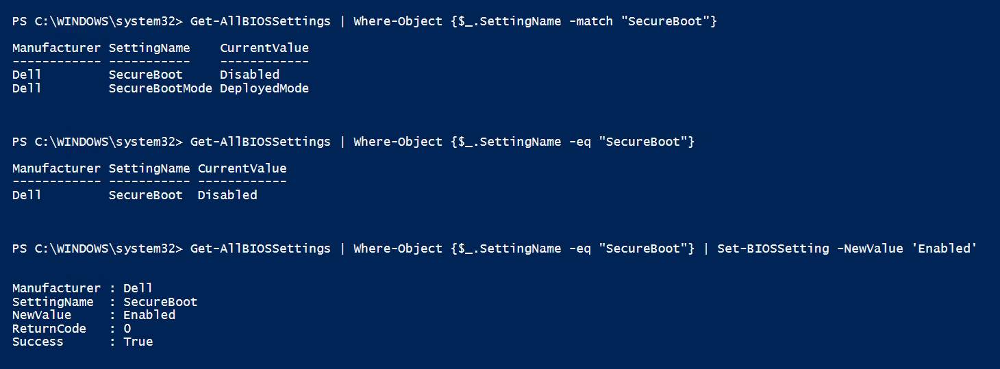 PS C:\WINDOWS\system32> Get-AllBIOSSettings | Where-Object {$_.SettingName -match "SecureBoot"}
Manufacturer SettingName    CurrentValue
------------ -----------    ------------
Dell         SecureBoot     Disabled
Dell         SecureBootMode DeployedMode
PS C:\WINDOWS\system32> Get-AllBIOSSettings | Where-Object {$_.SettingName -eq "SecureBoot"}
Manufacturer SettingName CurrentValue
------------ ----------- ------------
Dell         SecureBoot  Disabled
PS C:\WINDOWS\system32> Get-AllBIOSSettings | Where-Object {$_.SettingName -eq "SecureBoot"} | Set-BIOSSetting -NewValue 'Enabled'
Manufacturer : Dell
SettingName  : SecureBoot
NewValue     : Enabled
ReturnCode   : 0
Success      : True